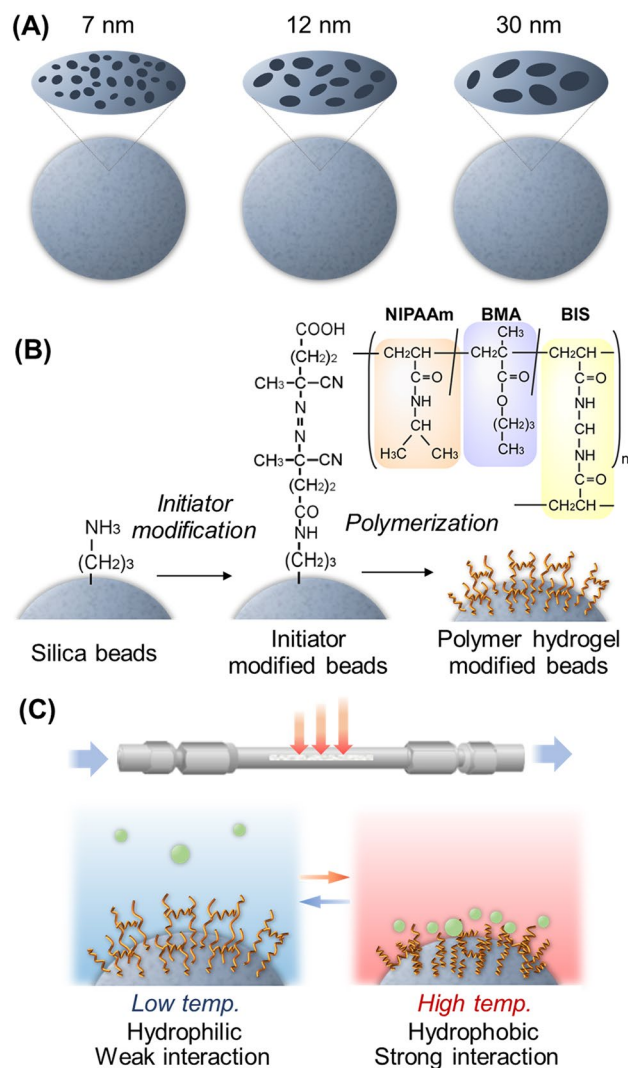 (A)
7 nm
12 nm
30 nm
(B)
NIPAAm
BMA
BIS
COOH
(CH₂)₂
CH₃—C—CN
N
N
CH₃—C—CN
(CH₂)₂
CO
NH
(CH₂)₃
CH₂CH
C=O
NH
CH
H₃C
CH₃
CH₃
CH₂-C
C=O
O
(CH₂)₃
CH₃
CH₂CH
C=O
NH
CH
NH
C=O
CH₂CH
n
NH₃
(CH₂)₃
Initiator
modification
Polymerization
Silica beads
Initiator
modified beads
Polymer hydrogel
modified beads
(C)
Low temp.
Hydrophilic
Weak interaction
High temp.
Hydrophobic
Strong interaction